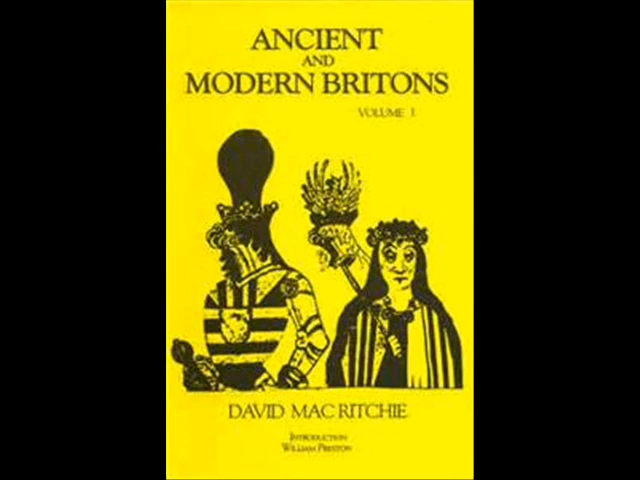 ANCIENT
AND
MODERN BRITONS
VOLUME 1
DAVID MAC RITCHIE
INTRODUCTION
WILLIAM PRESTON